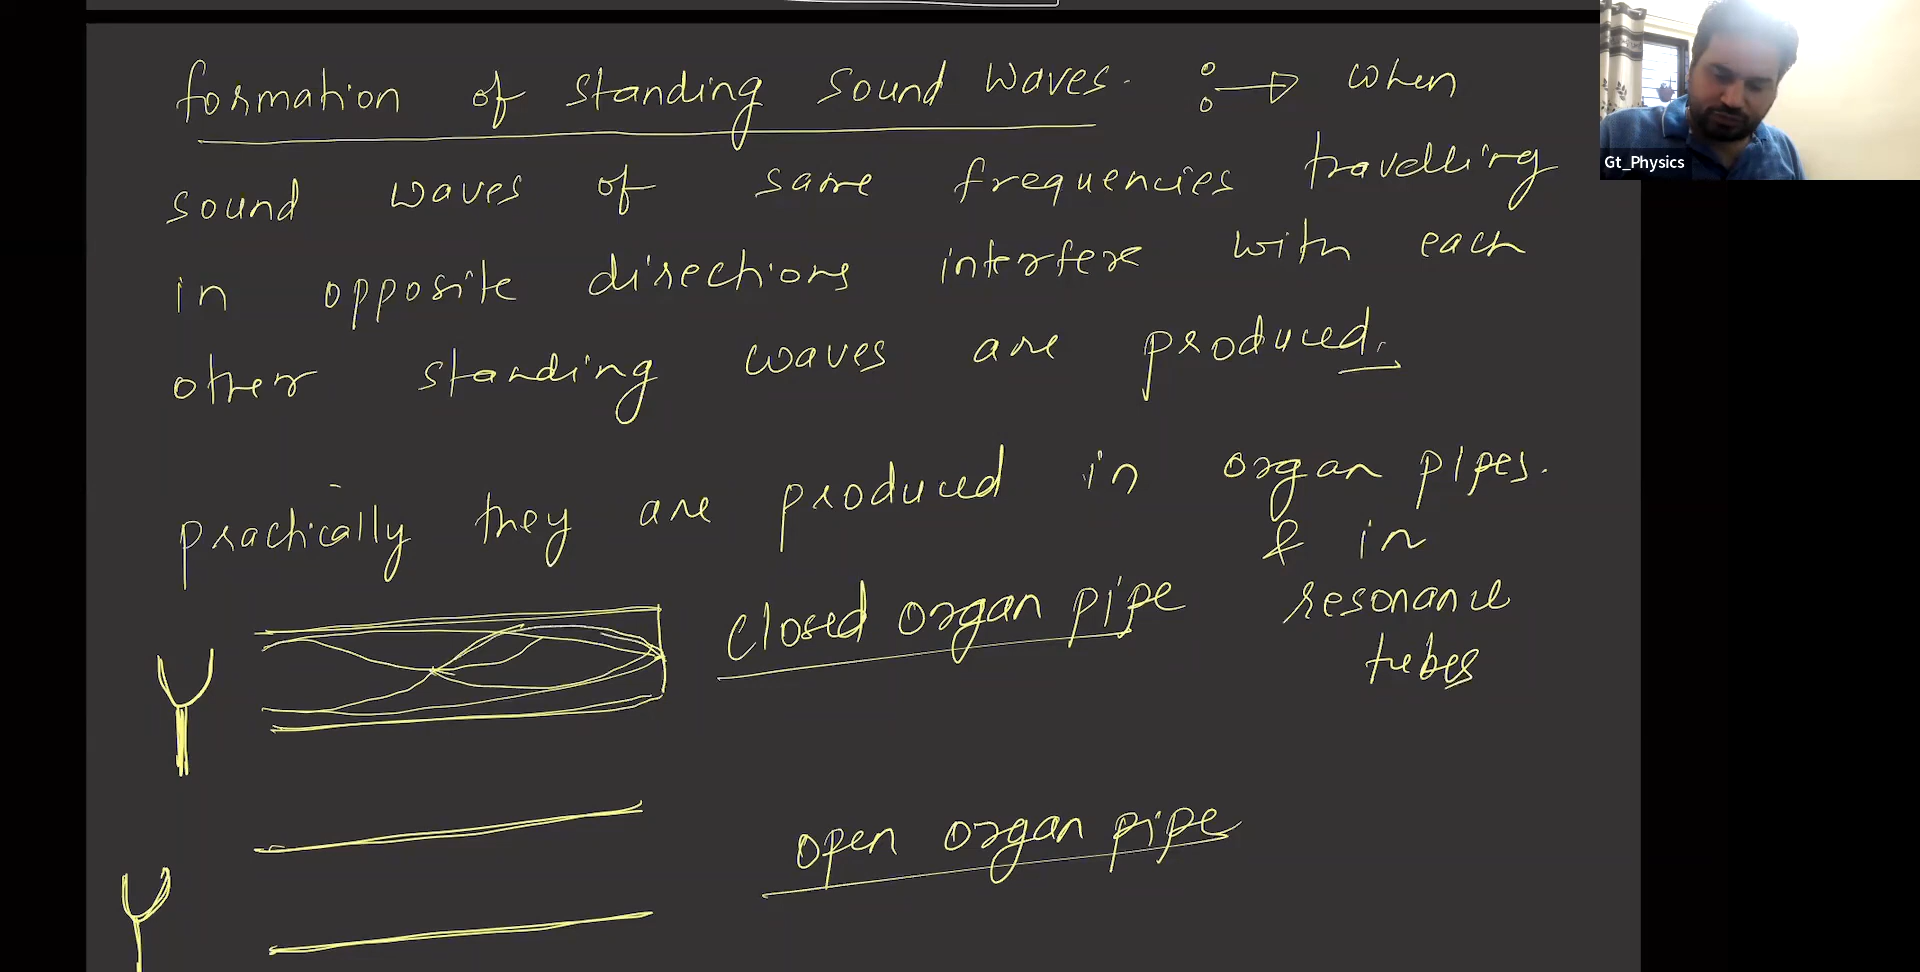 formation of standing sound waves. : → when
sound waves of same frequencies travelling
in opposite directions interfere with each
other standing waves are produced.
practically they are produced in organ pipes.
& in
resonance
tubes
closed organ pipe
open organ pipe
Gt_Physics